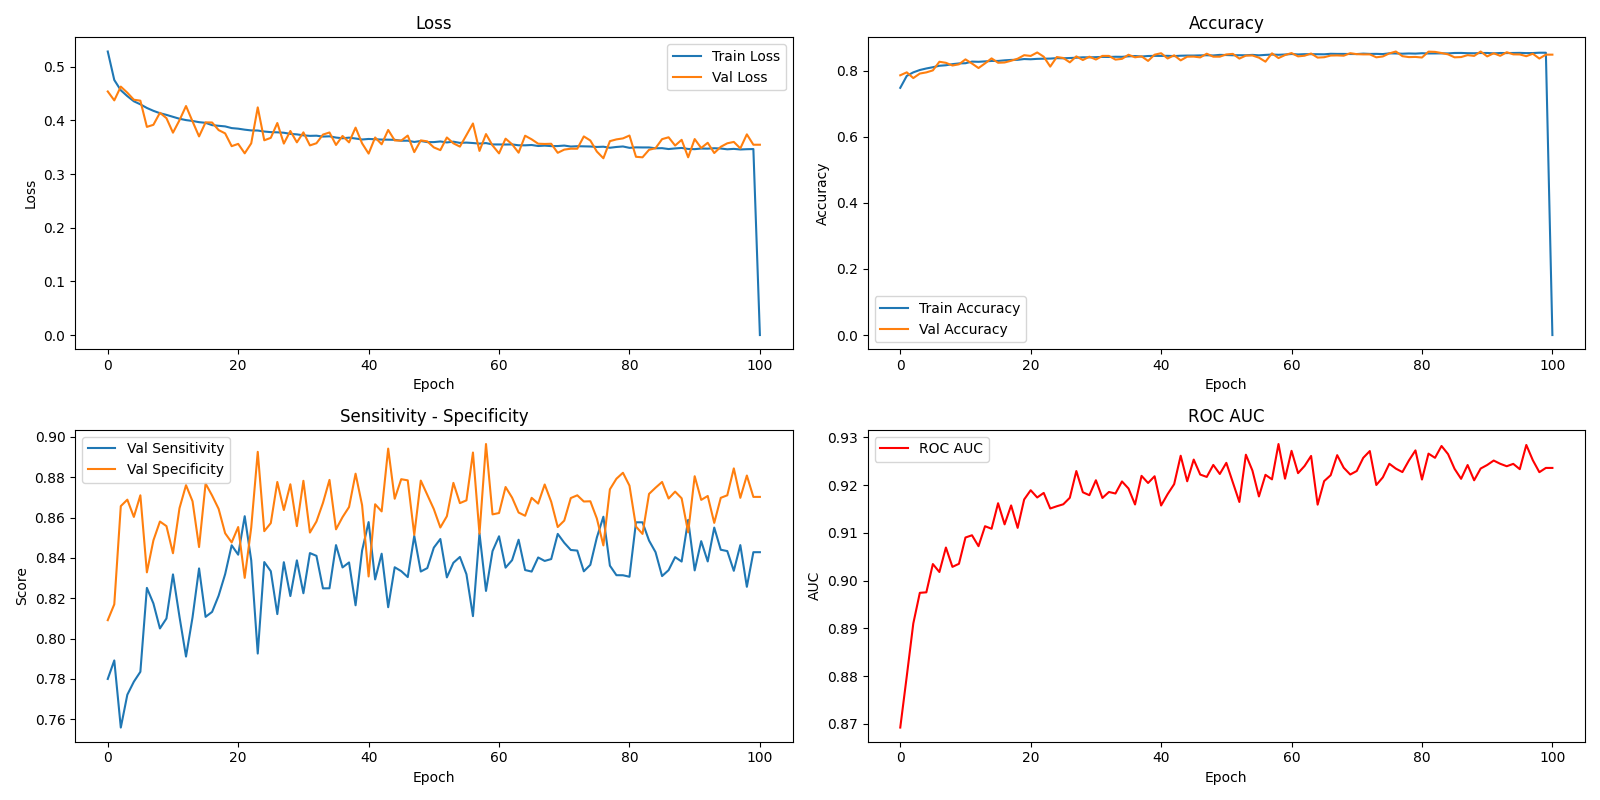 Loss
Loss
0.5
0.4
0.3
0.2
0.1
0.0
Train Loss
Val Loss
0 20 40 60 80 100
Epoch
Accuracy
Accuracy
0.8
0.6
0.4
0.2
0.0
Train Accuracy
Val Accuracy
0 20 40 60 80 100
Epoch
Sensitivity - Specificity
Score
0.90
0.88
0.86
0.84
0.82
0.80
0.78
0.76
Val Sensitivity
Val Specificity
0 20 40 60 80 100
Epoch
ROC AUC
AUC
0.93
0.92
0.91
0.90
0.89
0.88
0.87
ROC AUC
0 20 40 60 80 100
Epoch